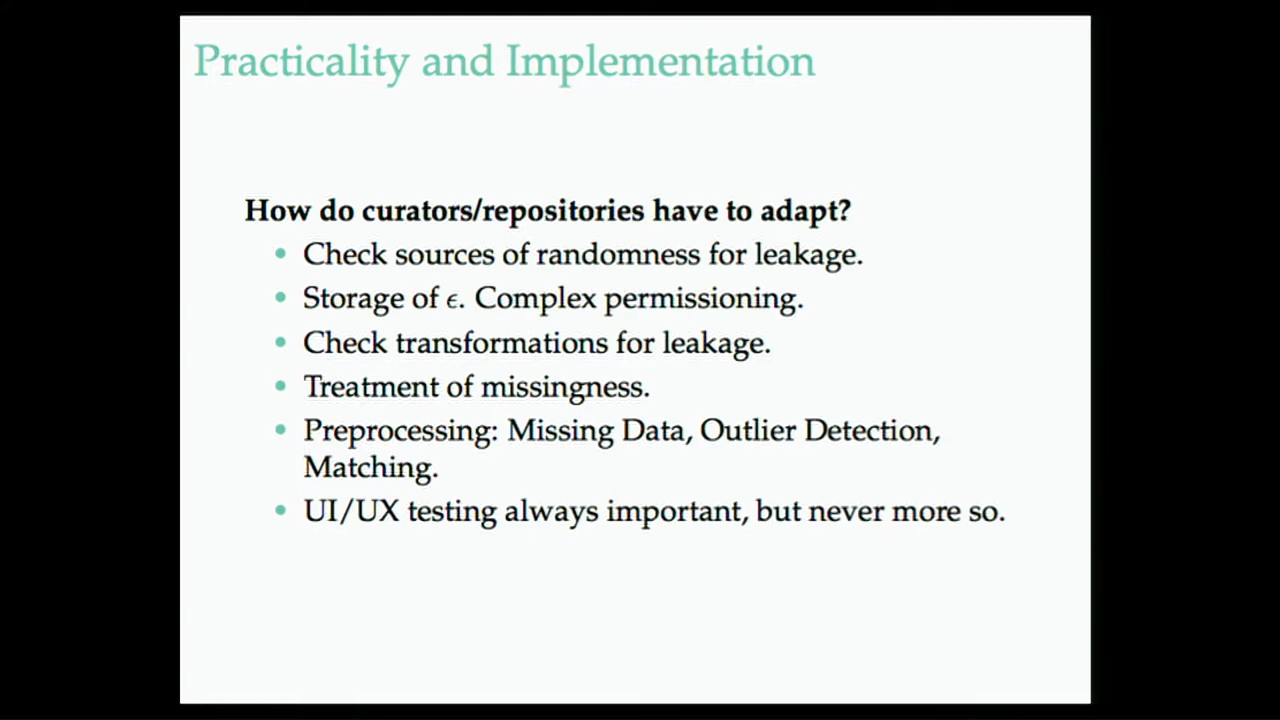 Practicality and Implementation
How do curators/repositories have to adapt?
• Check sources of randomness for leakage.
• Storage of ϵ. Complex permissioning.
• Check transformations for leakage.
• Treatment of missingness.
• Preprocessing: Missing Data, Outlier Detection,
Matching.
• UI/UX testing always important, but never more so.